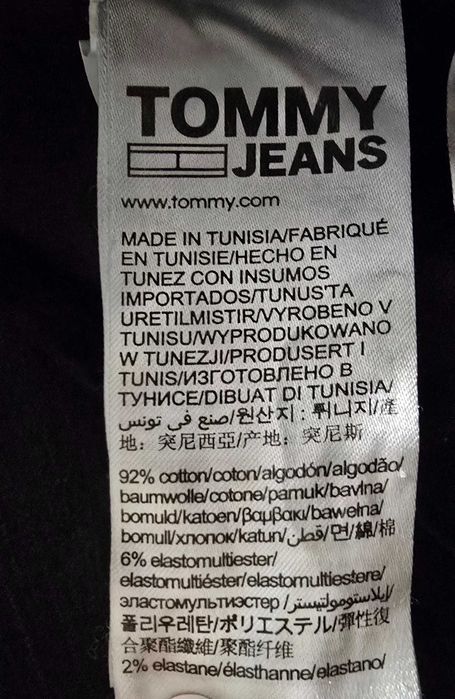 TOMMY
JEANS
www.tommy.com
MADE IN TUNISIA/FABRIQUÉ
EN TUNISIE/HECHO EN
TUNEZ CON INSUMOS
IMPORTADOS/TUNUS'TA
URETILMISTIR/VYROBENO V
TUNISU/WYPRODUKOWANO
W TUNEZJI/PRODUSERT I
TUNIS/ИЗГОТОВЛЕНО В
ТУНИСЕ/DIBUAT DI TUNISIA/
صنع في تونس/원산지 : 튀니지/產
地: 突尼西亞/产地: 突尼斯
92% cotton/coton/algodón/algodão/
baumwolle/cotone/pamuk/bavlna/
bomuld/katoen/βαμβακι/bawełna/
bomull/хлопок/katun/قطن/면/綿/棉
6% elastomultiester/
elastomultiéster/elastomultiestere/
эластомультиэстер/إيلاستومولتيستر/
폴리우레탄/ポリエステル/彈性復
合聚酯纖維/聚酯纤维
2% elastane/élasthanne/elastano/